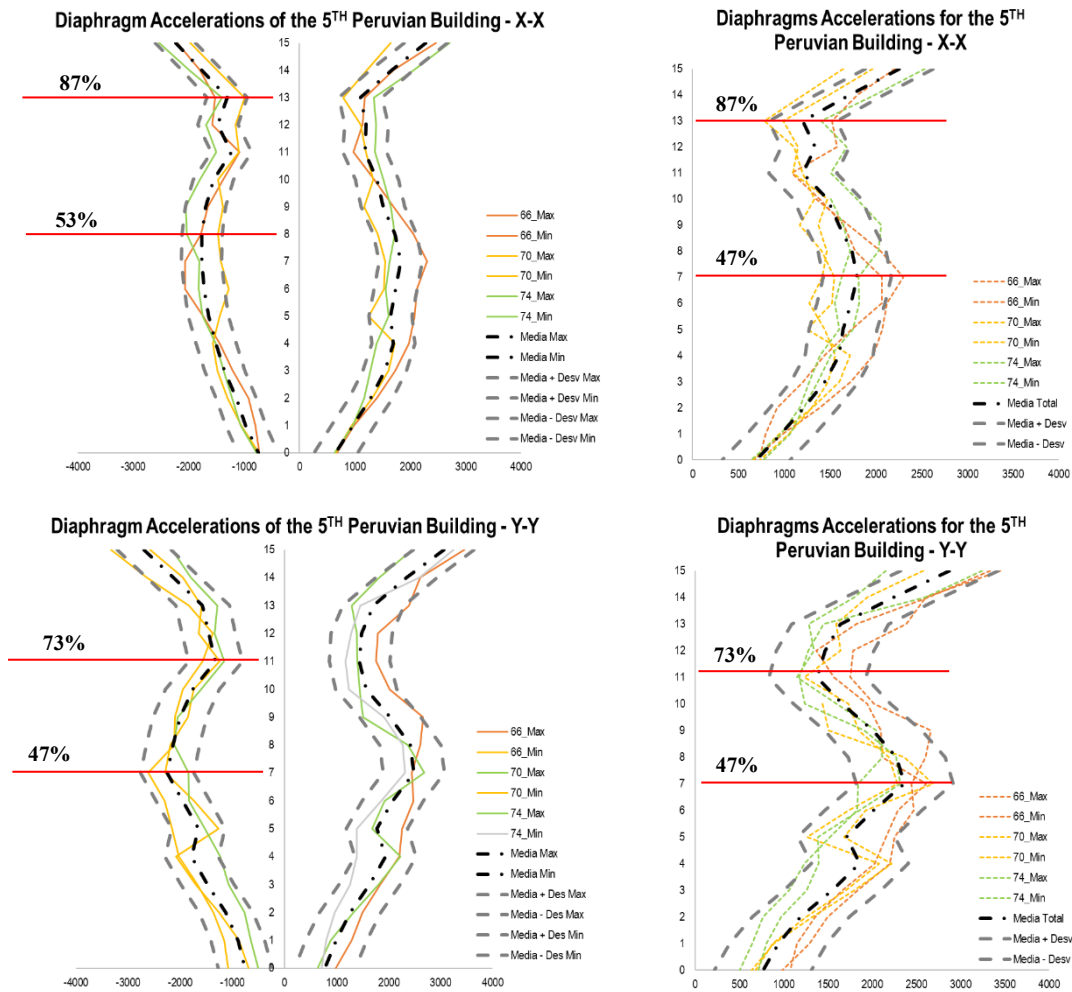 Diaphragm Accelerations of the 5TH Peruvian Building - X-X
15
14
87%
13
12
11
10
9
53%
8
7
6
5
4
3
2
1
0
-4000 -3000 -2000 -1000 0 1000 2000 3000 4000
66_Max
66_Min
70_Max
70_Min
74_Max
74_Min
Media Max
Media Min
Media + Desv Max
Media + Desv Min
Media - Desv Max
Media - Desv Min
Diaphragms Accelerations for the 5TH
Peruvian Building - X-X
15
14
87%
13
12
11
10
9
8
47%
7
6
5
4
3
2
1
0
0 500 1000 1500 2000 2500 3000 3500 4000
66_Max
66_Min
70_Max
70_Min
74_Max
74_Min
Media Total
Media + Desv
Media - Desv
Diaphragm Accelerations of the 5TH Peruvian Building - Y-Y
15
14
13
12
73%
11
10
9
8
47%
7
6
5
4
3
2
1
0
-4000 -3000 -2000 -1000 0 1000 2000 3000 4000
66_Max
66_Min
70_Max
70_Min
74_Max
74_Min
Media Max
Media Min
Media + Des Max
Media - Des Max
Media + Des Min
Media - Des Min
Diaphragms Accelerations for the 5TH
Peruvian Building - Y-Y
15
14
13
12
73%
11
10
9
8
47%
7
6
5
4
3
2
1
0
0 500 1000 1500 2000 2500 3000 3500 4000
66_Max
66_Min
70_Max
70_Min
74_Max
74_Min
Media Total
Media + Desv
Media - Desv